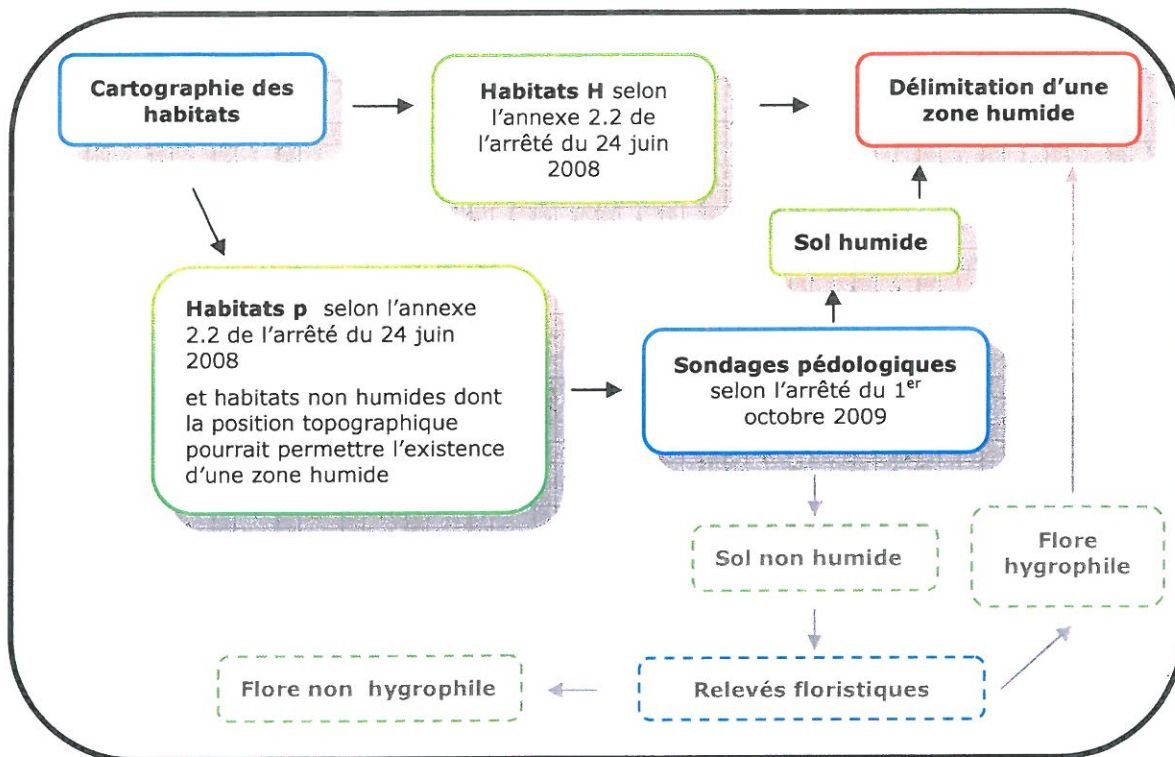 Cartographie des
habitats
Habitats H selon
l'annexe 2.2 de
l'arrêté du 24 juin
2008
Délimitation d'une
zone humide
Sol humide
Habitats p selon l'annexe
2.2 de l'arrêté du 24 juin
2008
et habitats non humides dont
la position topographique
pourrait permettre l'existence
d'une zone humide
Sondages pédologiques
selon l'arrêté du 1er
octobre 2009
Sol non humide
Flore
hygrophile
Relevés floristiques
Flore non hygrophile